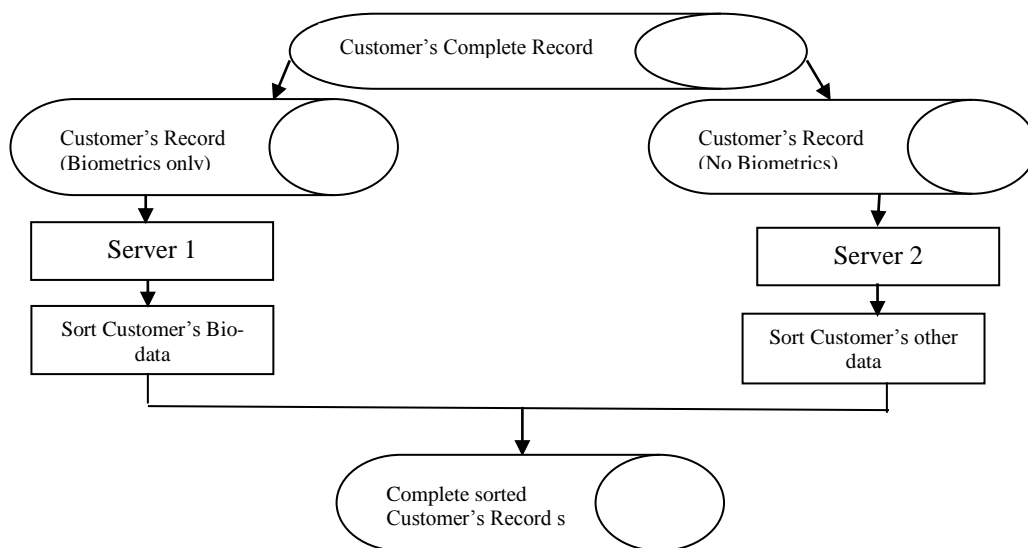 Customer’s Complete Record
Customer’s Record
(Biometrics only)
Customer’s Record
(No Biometrics)
Server 1
Server 2
Sort Customer’s Bio-
data
Sort Customer’s other
data
Complete sorted
Customer’s Record s